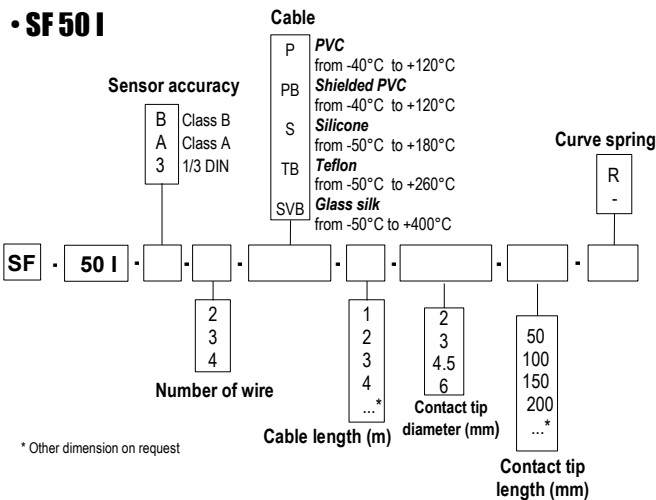 • SF 50 I
Cable
P PVC
from -40°C to +120°C
PB Shielded PVC
from -40°C to +120°C
S Silicone
from -50°C to +180°C
TB Teflon
from -50°C to +260°C
SVB Glass silk
from -50°C to +400°C
Sensor accuracy
B Class B
A Class A
3 1/3 DIN
Curve spring
R
-
SF - 50 I - - - - - - -
2
3
4
Number of wire
1
2
3
4
...*
Cable length (m)
2
3
4.5
6
Contact tip
diameter (mm)
50
100
150
200
...*
Contact tip
length (mm)
* Other dimension on request